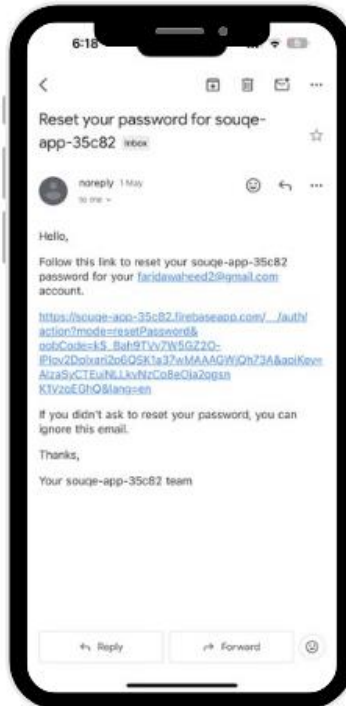 6:18
Reset your password for souqe-
app-35c82 Inbox
noreply 1 May
to me
Hello,
Follow this link to reset your souqe-app-35c82
password for your faridawaheed2@gmail.com
account.
https://souqe-app-35c82.firebaseapp.com/__/auth/
action?mode=resetPassword&
If you didn't ask to reset your password, you can
ignore this email.
Thanks,
Your souqe-app-35c82 team
Reply
Forward